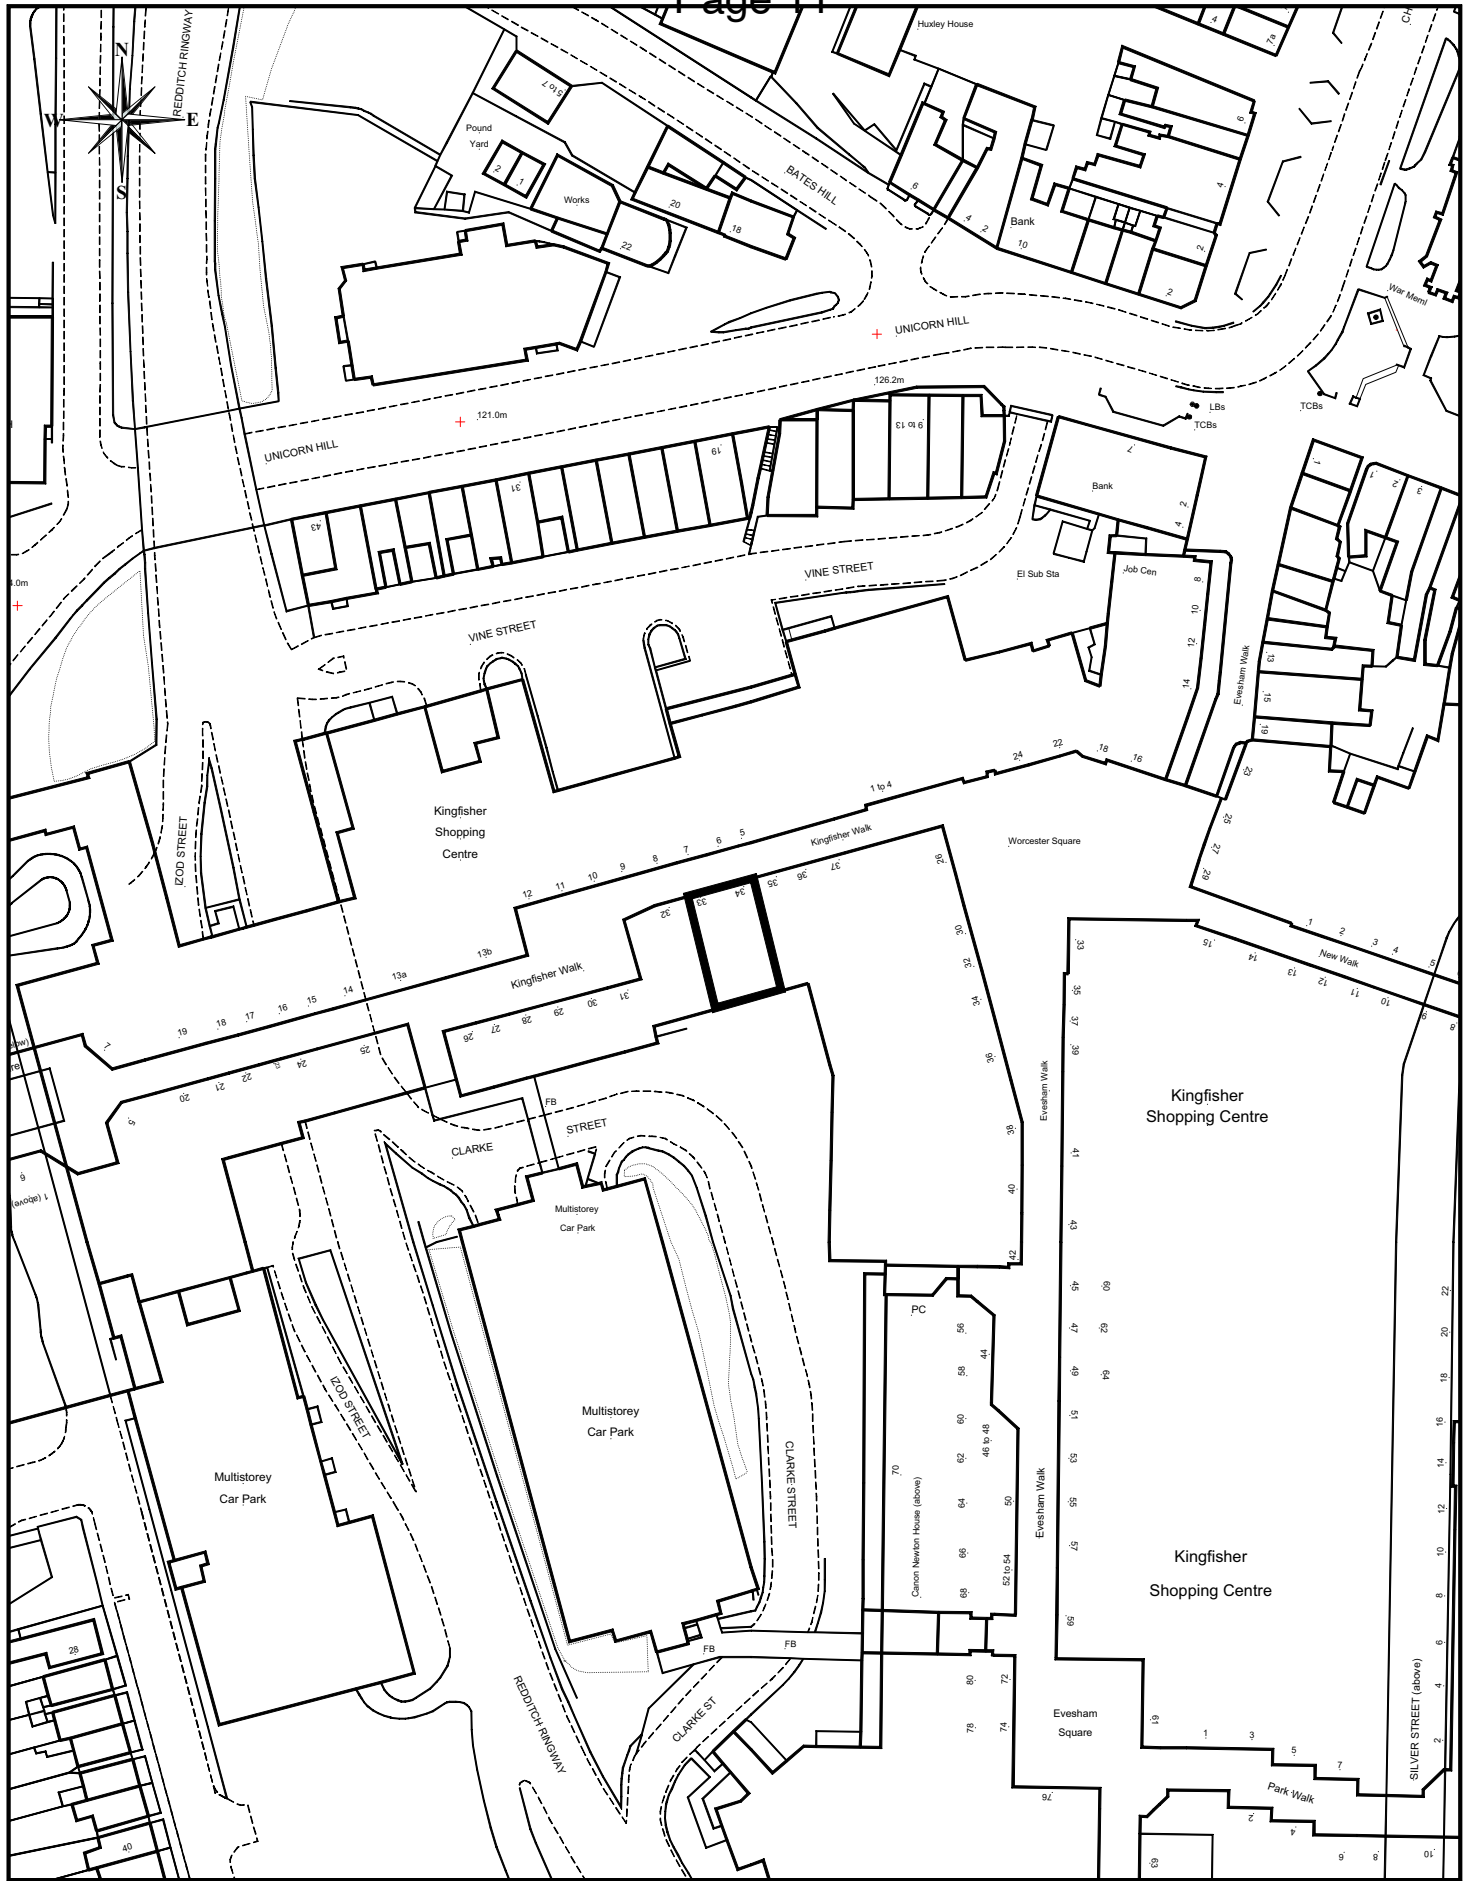 Page 11
Huxley House
REDDITCH RINGWAY
CH
4
7a
N
W
E
S
5 to 7
Pound
Yard
2
1
Works
20
18
22
BATES HILL
6
4
2
Bank
10
6
4
2
2
War Meml
UNICORN HILL
126.2m
121.0m
UNICORN HILL
LBs
TCBs
TCBs
9 to 13
19
31
43
7
Bank
2
4
1
1
2
3
VINE STREET
El Sub Sta
Job Cen
8
10
12
14
VINE STREET
Evesham Walk
13
15
19
23
25
27
29
24
22
18
16
1 to 4
Kingfisher
Shopping
Centre
IZOD STREET
Kingfisher Walk
Worcester Square
5
6
7
8
9
10
11
12
13b
13a
14
15
16
17
18
19
7
Kingfisher Walk
37
36
35
34
33
32
31
30
29
28
27
26
25
24
22
21
20
5
26
30
32
34
36
38
40
42
33
35
37
39
41
43
45
47
49
51
53
55
57
59
61
60
62
64
15
14
13
12
11
10
9
8
New Walk
1
2
3
4
5
Evesham Walk
Kingfisher
Shopping Centre
FB
CLARKE
STREET
Multistorey
Car Park
6
1 (above)
IZOD STREET
Multistorey
Car Park
Multistorey
Car Park
CLARKE STREET
PC
56
58
60
62
64
66
68
44
46 to 48
50
52 to 54
70
Canon Newton House (above)
Evesham Walk
Kingfisher
Shopping Centre
22
20
18
16
14
12
10
8
6
4
2
SILVER STREET (above)
28
40
FB
FB
REDDITCH RINGWAY
CLARKE ST
80
72
78
74
76
Evesham
Square
1
3
5
7
Park Walk
2
4
6
8
10
63